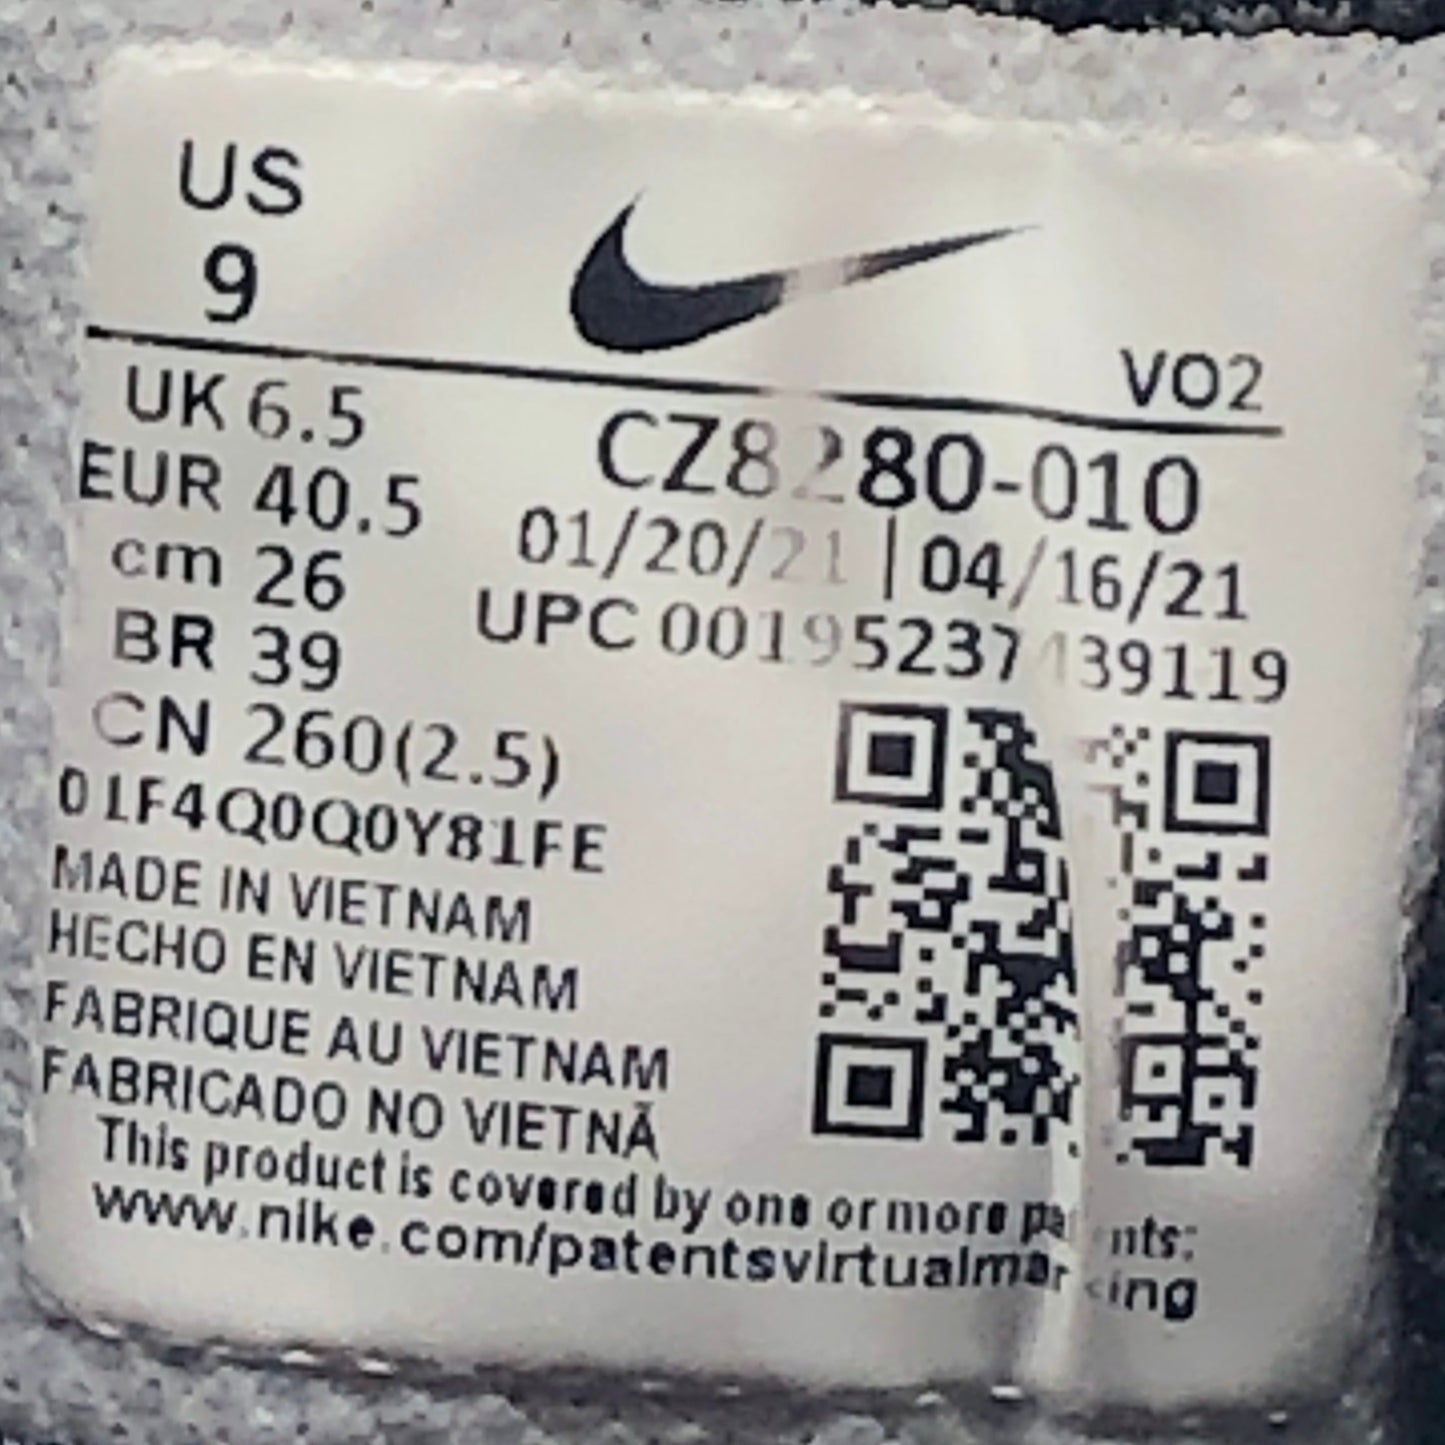 US
9
VO2
UK 6.5
CZ8280-010
EUR 40.5
01/20/21 | 04/16/21
cm 26
UPC 00195237139119
BR 39
CN 260(2.5)
01F4Q0Q0Y81FE
MADE IN VIETNAM
HECHO EN VIETNAM
FABRIQUE AU VIETNAM
FABRICADO NO VIETNÃ
This product is covered by one or more patents:
www.nike.com/patentsvirtualmarking